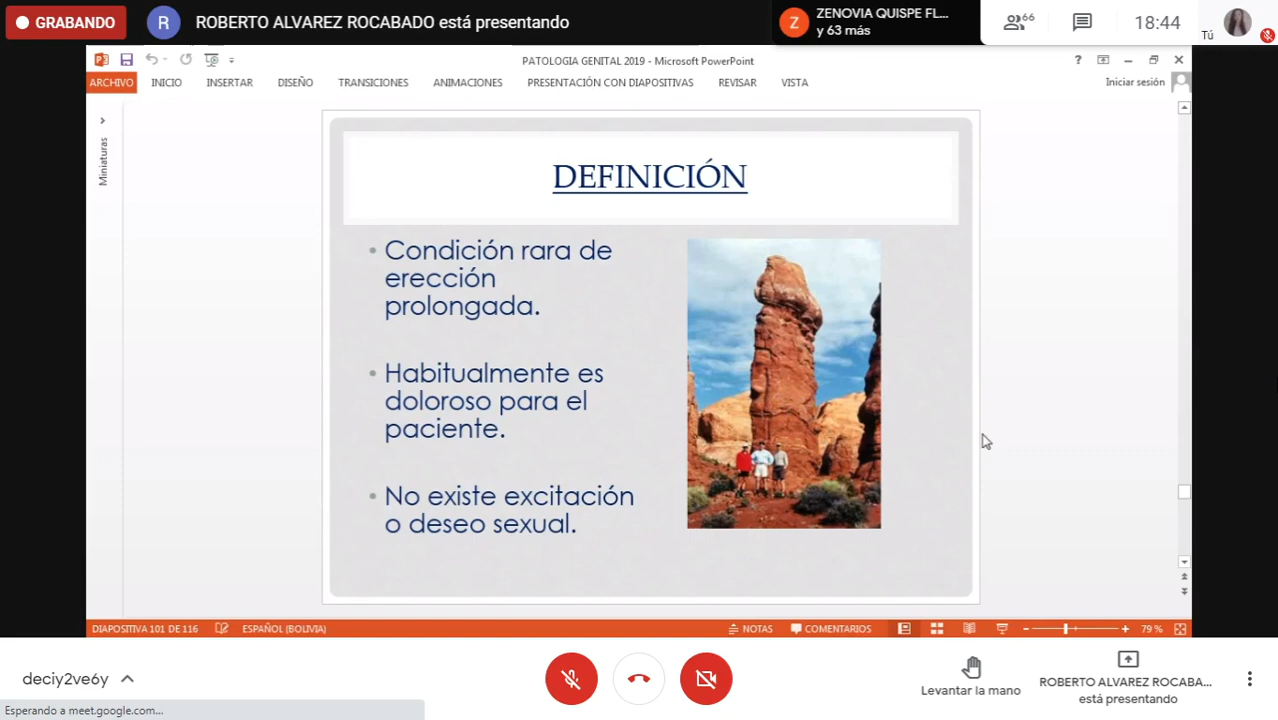 GRABANDO
R
ROBERTO ALVAREZ ROCABADO está presentando
Z
ZENOVIA QUISPE FL...
y 63 más
66
18:44
Tú
PATOLOGIA GENITAL 2019 - Microsoft PowerPoint
?
ARCHIVO INICIO INSERTAR DISEÑO TRANSICIONES ANIMACIONES PRESENTACIÓN CON DIAPOSITIVAS REVISAR VISTA
Iniciar sesión
Miniaturas
DEFINICIÓN
• Condición rara de
erección
prolongada.
• Habitualmente es
doloroso para el
paciente.
• No existe excitación
o deseo sexual.
DIAPOSITIVA 101 DE 116 ESPAÑOL (BOLIVIA) NOTAS COMENTARIOS 79 %
deciy2ve6y
Levantar la mano
ROBERTO ALVAREZ ROCABA...
está presentando
Esperando a meet.google.com...